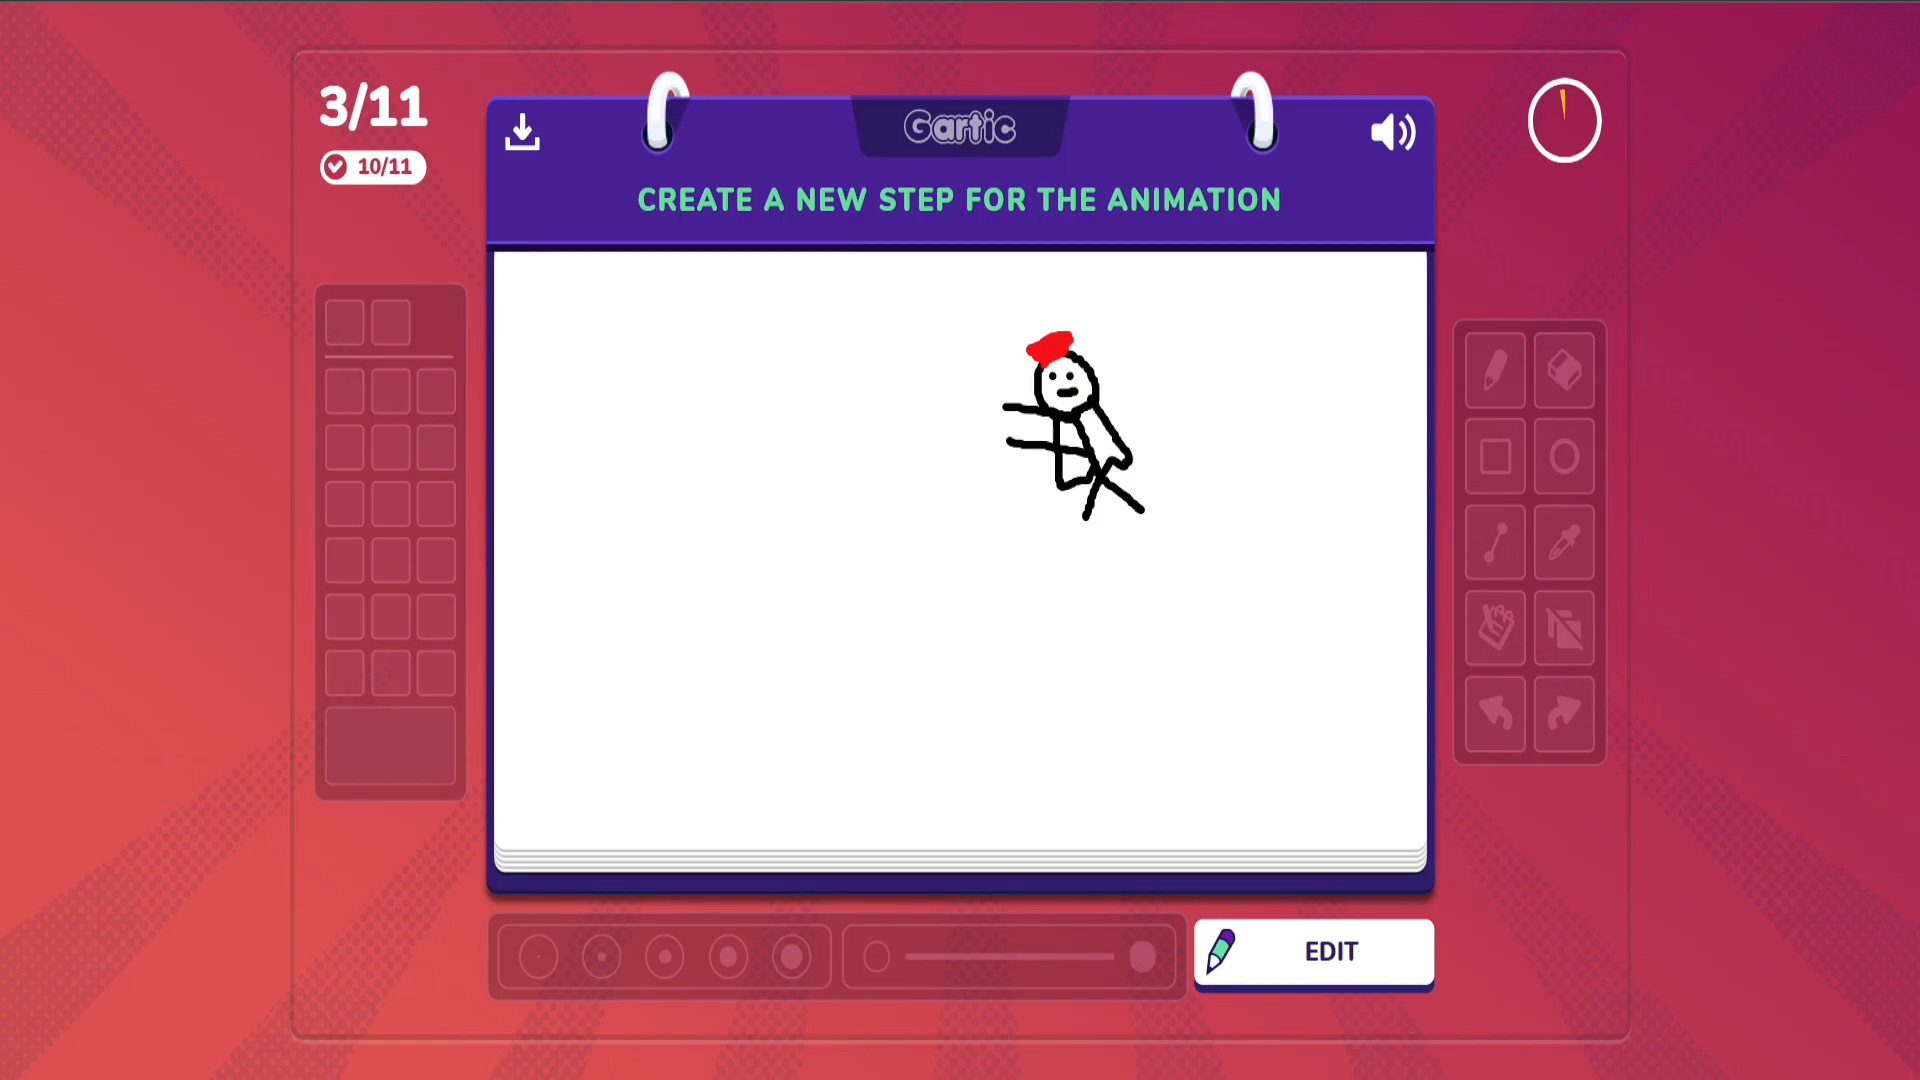 3/11
10/11
Gartic
CREATE A NEW STEP FOR THE ANIMATION
EDIT